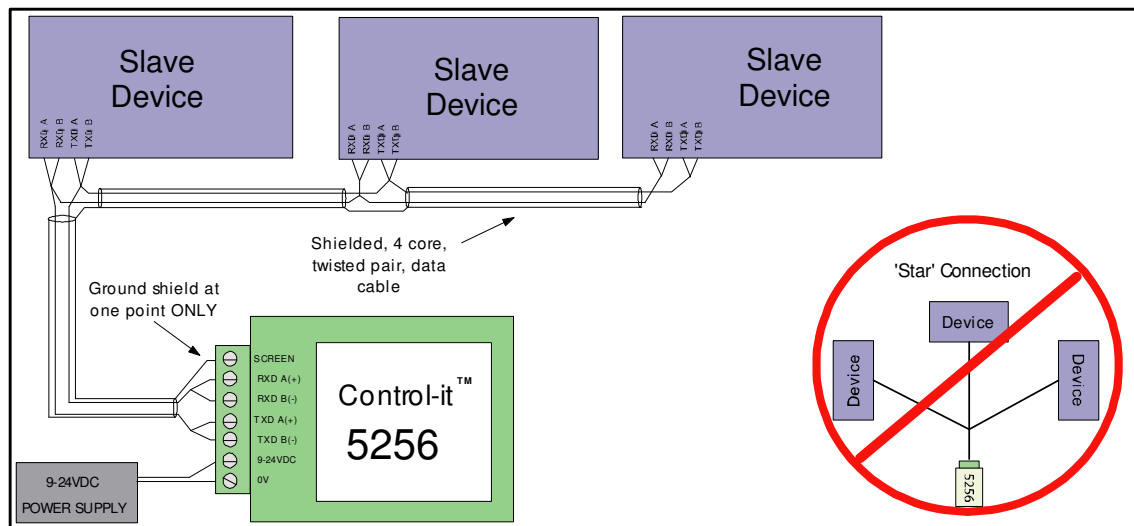 Slave
Device
RXD A
RXD B
TXD A
TXD B
Slave
Device
RXD A
RXD B
TXD A
TXD B
Slave
Device
RXD A
RXD B
TXD A
TXD B
Shielded, 4 core,
twisted pair, data
cable
Ground shield at
one point ONLY
SCREEN
RXD A(+)
RXD B(-)
TXD A(+)
TXD B(-)
9-24VDC
0V
Control-it™
5256
9-24VDC
POWER SUPPLY
'Star' Connection
Device
Device
Device
5256